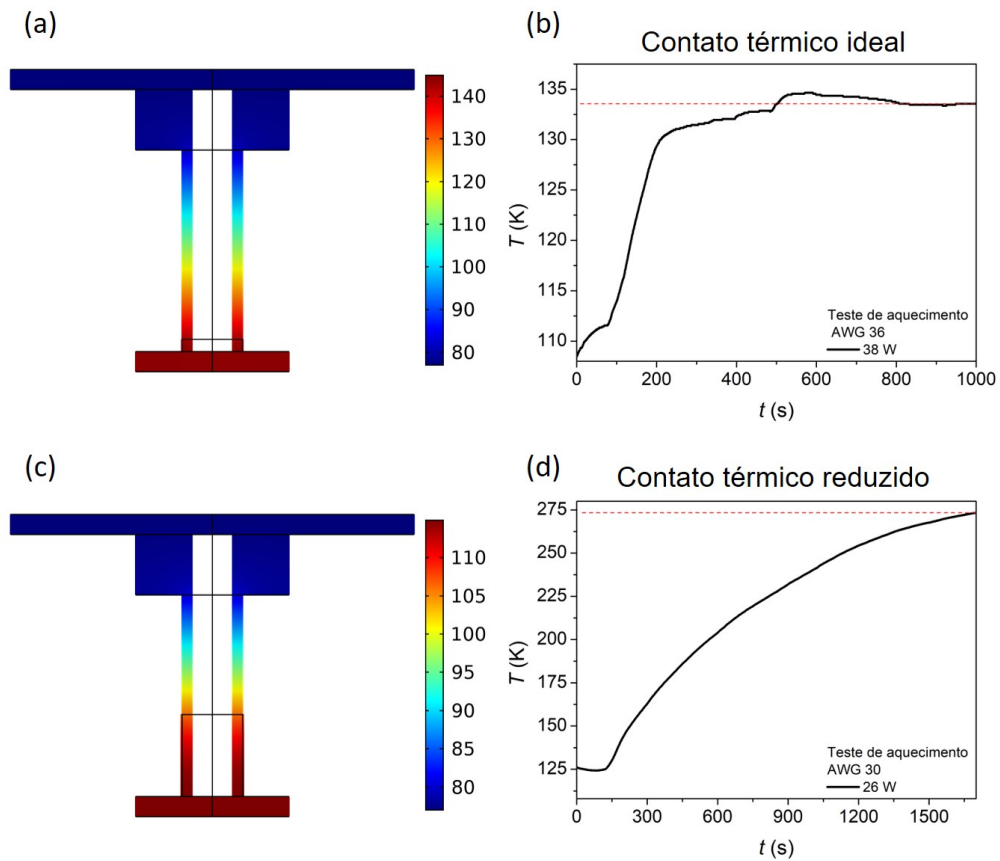 (a)
140
130
120
110
100
90
80
(b)
Contato térmico ideal
135
130
125
120
115
110
T (K)
Teste de aquecimento
AWG 36
38 W
0
200
400
600
800
1000
t (s)
(c)
110
105
100
95
90
85
80
(d)
Contato térmico reduzido
275
250
225
200
175
150
125
T (K)
Teste de aquecimento
AWG 30
26 W
0
300
600
900
1200
1500
t (s)